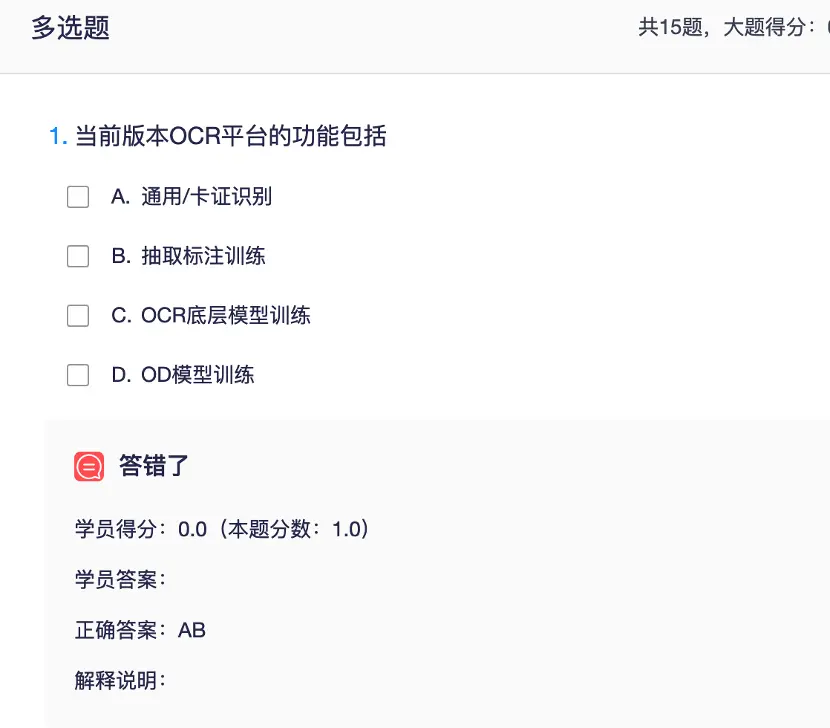 多选题
共15题，大题得分：
1. 当前版本OCR平台的功能包括
A. 通用/卡证识别
B. 抽取标注训练
C. OCR底层模型训练
D. OD模型训练
答错了
学员得分：0.0（本题分数：1.0）
学员答案：
正确答案：AB
解释说明：